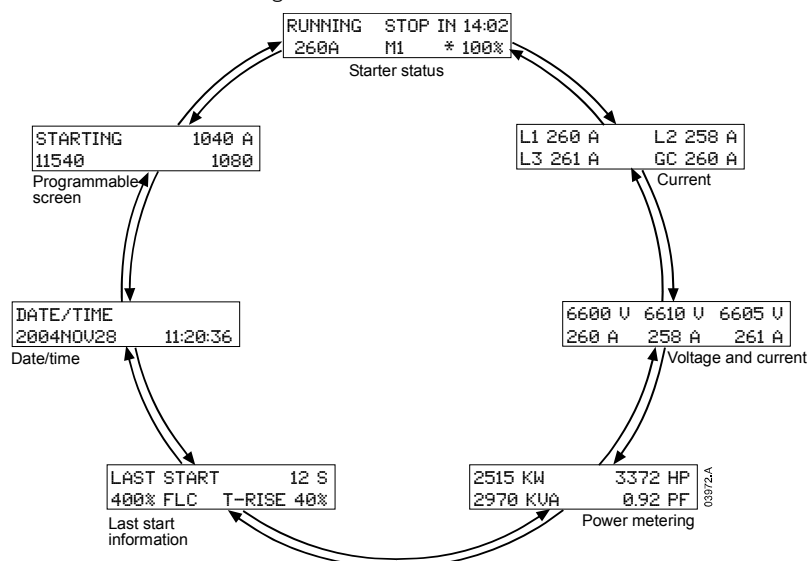 RUNNING STOP IN 14:02
260A M1 * 100%
Starter status
STARTING 1040 A
11540 1080
Programmable
screen
L1 260 A L2 258 A
L3 261 A GC 260 A
Current
DATE/TIME
2004NOV28 11:20:36
Date/time
6600 V 6610 V 6605 V
260 A 258 A 261 A
Voltage and current
LAST START 12 S
400% FLC T-RISE 40%
Last start
information
2515 KW 3372 HP
2970 KVA 0.92 PF
Power metering
03972.A